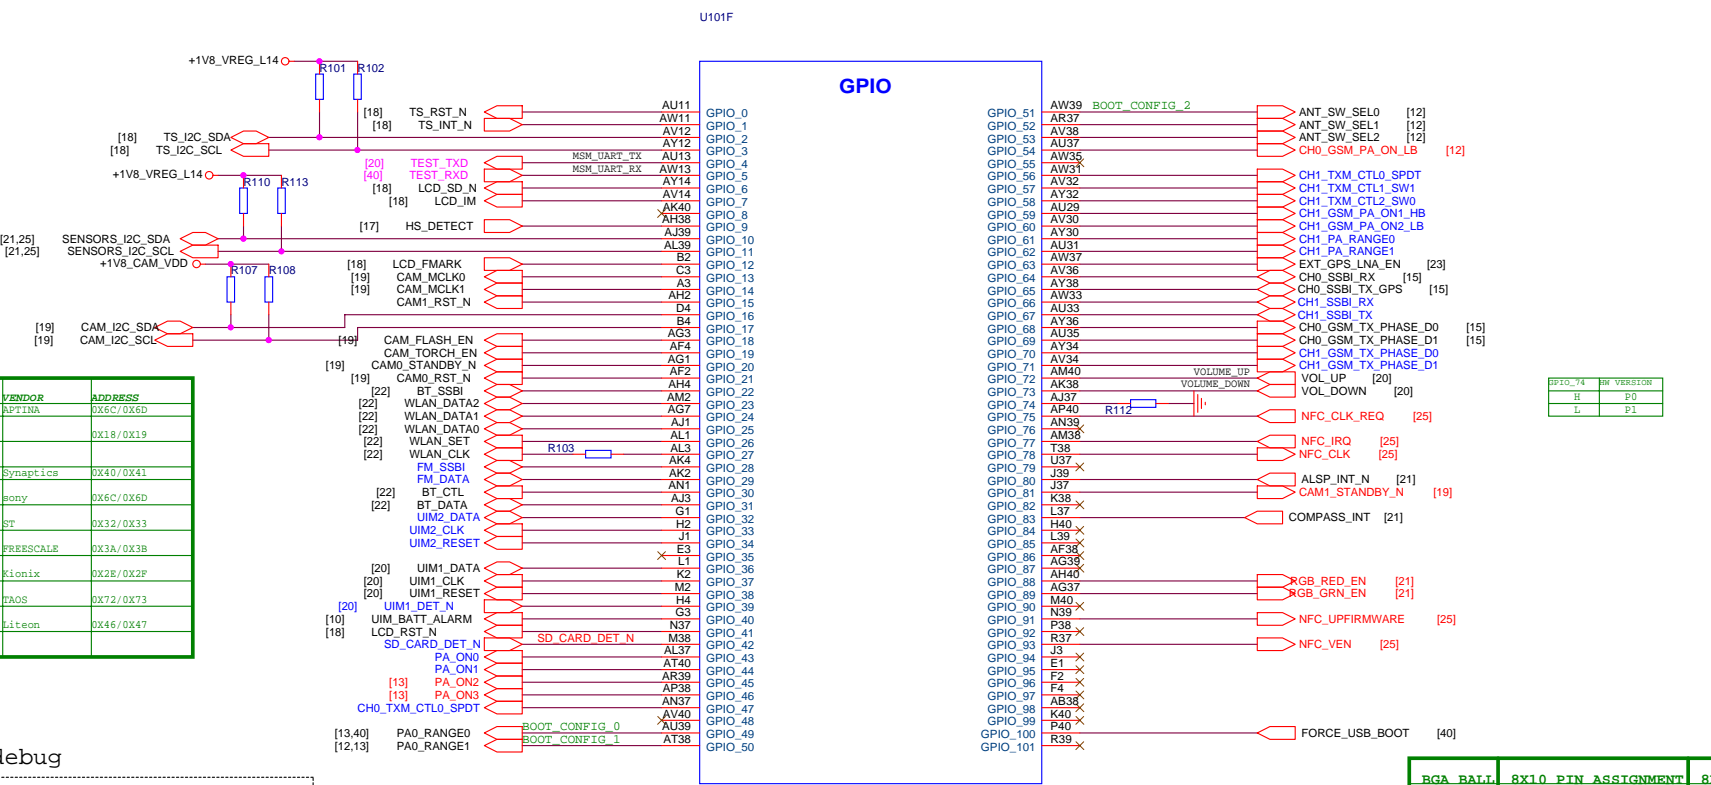 U101F
GPIO
+1V8_VREG_L14
R101 R102
[18] TS_RST_N AU11 GPIO_0
[18] TS_INT_N AW11 GPIO_1
[18] TS_I2C_SDA AV12 GPIO_2
[18] TS_I2C_SCL AY12 GPIO_3
[20] TEST_TXD MSM_UART_TX AU13 GPIO_4
[40] TEST_RXD MSM_UART_RX AW13 GPIO_5
+1V8_VREG_L14
R110 R113
[18] LCD_SD_N AY14 GPIO_6
[18] LCD_IM AV14 GPIO_7
AK40 GPIO_8
[17] HS_DETECT AH38 GPIO_9
[21,25] SENSORS_I2C_SDA AJ39 GPIO_10
[21,25] SENSORS_I2C_SCL AL39 GPIO_11
+1V8_CAM_VDD
R107 R108
[18] LCD_FMARK B2 GPIO_12
[19] CAM_MCLK0 C3 GPIO_13
[19] CAM_MCLK1 A3 GPIO_14
CAM1_RST_N AH2 GPIO_15
[19] CAM_I2C_SDA D4 GPIO_16
[19] CAM_I2C_SCL B4 GPIO_17
[19] CAM_FLASH_EN AG3 GPIO_18
CAM_TORCH_EN AF4 GPIO_19
[19] CAM0_STANDBY_N AG1 GPIO_20
[19] CAM0_RST_N AF2 GPIO_21
[22] BT_SSBI AH4 GPIO_22
[22] WLAN_DATA2 AM2 GPIO_23
[22] WLAN_DATA1 AG7 GPIO_24
[22] WLAN_DATA0 AJ1 GPIO_25
[22] WLAN_SET AL1 GPIO_26
[22] WLAN_CLK R103 AL3 GPIO_27
FM_SSBI AK4 GPIO_28
FM_DATA AK2 GPIO_29
[22] BT_CTL AN1 GPIO_30
[22] BT_DATA AJ3 GPIO_31
UIM2_DATA G1 GPIO_32
UIM2_CLK H2 GPIO_33
UIM2_RESET J1 GPIO_34
E3 GPIO_35
[20] UIM1_DATA L1 GPIO_36
[20] UIM1_CLK K2 GPIO_37
[20] UIM1_RESET M2 GPIO_38
[20] UIM1_DET_N H4 GPIO_39
[10] UIM_BATT_ALARM G3 GPIO_40
[18] LCD_RST_N N37 GPIO_41
SD_CARD_DET_N SD_CARD_DET_N M38 GPIO_42
PA_ON0 AL37 GPIO_43
PA_ON1 AT40 GPIO_44
[13] PA_ON2 AR39 GPIO_45
[13] PA_ON3 AP38 GPIO_46
CH0_TXM_CTL0_SPDT AN37 GPIO_47
AV40 GPIO_48
[13,40] PA0_RANGE0 BOOT_CONFIG_0 AU39 GPIO_49
[12,13] PA0_RANGE1 BOOT_CONFIG_1 AT38 GPIO_50
GPIO_51 AW39 BOOT_CONFIG_2 ANT_SW_SEL0 [12]
GPIO_52 AR37 ANT_SW_SEL1 [12]
GPIO_53 AV38 ANT_SW_SEL2 [12]
GPIO_54 AU37 CH0_GSM_PA_ON_LB [12]
GPIO_55 AW35
GPIO_56 AW31 CH1_TXM_CTL0_SPDT
GPIO_57 AV32 CH1_TXM_CTL1_SW1
GPIO_58 AY32 CH1_TXM_CTL2_SW0
GPIO_59 AU29 CH1_GSM_PA_ON1_HB
GPIO_60 AV30 CH1_GSM_PA_ON2_LB
GPIO_61 AY30 CH1_PA_RANGE0
GPIO_62 AU31 CH1_PA_RANGE1
GPIO_63 AW37 EXT_GPS_LNA_EN [23]
GPIO_64 AV36 CH0_SSBI_RX [15]
GPIO_65 AY38 CH0_SSBI_TX_GPS [15]
GPIO_66 AW33 CH1_SSBI_RX
GPIO_67 AU33 CH1_SSBI_TX
GPIO_68 AY36 CH0_GSM_TX_PHASE_D0 [15]
GPIO_69 AU35 CH0_GSM_TX_PHASE_D1 [15]
GPIO_70 AY34 CH1_GSM_TX_PHASE_D0
GPIO_71 AV34 CH1_GSM_TX_PHASE_D1
GPIO_72 AM40 VOLUME_UP VOL_UP [20]
GPIO_73 AK38 VOLUME_DOWN VOL_DOWN [20]
GPIO_74 AJ37 R112
GPIO_75 AP40 NFC_CLK_REQ [25]
GPIO_76 AN39
GPIO_77 AM38 NFC_IRQ [25]
GPIO_78 T38 NFC_CLK [25]
GPIO_79 U37
GPIO_80 J39 ALSP_INT_N [21]
GPIO_81 J37 CAM1_STANDBY_N [19]
GPIO_82 K38
GPIO_83 L37 COMPASS_INT [21]
GPIO_84 H40
GPIO_85 L39
GPIO_86 AF38
GPIO_87 AG39
GPIO_88 AH40 RGB_RED_EN [21]
GPIO_89 AG37 RGB_GRN_EN [21]
GPIO_90 M40
GPIO_91 N39 NFC_UPFIRMWARE [25]
GPIO_92 P38
GPIO_93 R37 NFC_VEN [25]
GPIO_94 J3
GPIO_95 E1
GPIO_96 F2
GPIO_97 F4
GPIO_98 AB38
GPIO_99 K40
GPIO_100 P40 FORCE_USB_BOOT [40]
GPIO_101 R39
GPIO_74 HW VERSION
H P0
L P1
VENDOR ADDRESS
APTINA 0X6C/0X6D
0X18/0X19
Synaptics 0X40/0X41
sony 0X6C/0X6D
ST 0X32/0X33
FREESCALE 0X3A/0X3B
Kionix 0X2E/0X2F
TAOS 0X72/0X73
Liteon 0X46/0X47
debug
BGA BALL 8X10 PIN ASSIGNMENT 8